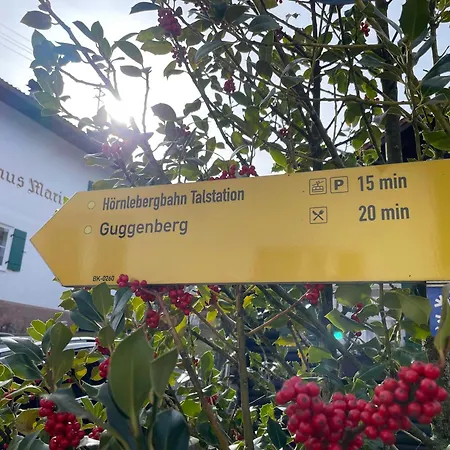 aus Mari
Hörnlebergbahn Talstation P 15 min
Guggenberg 20 min
BK-0260